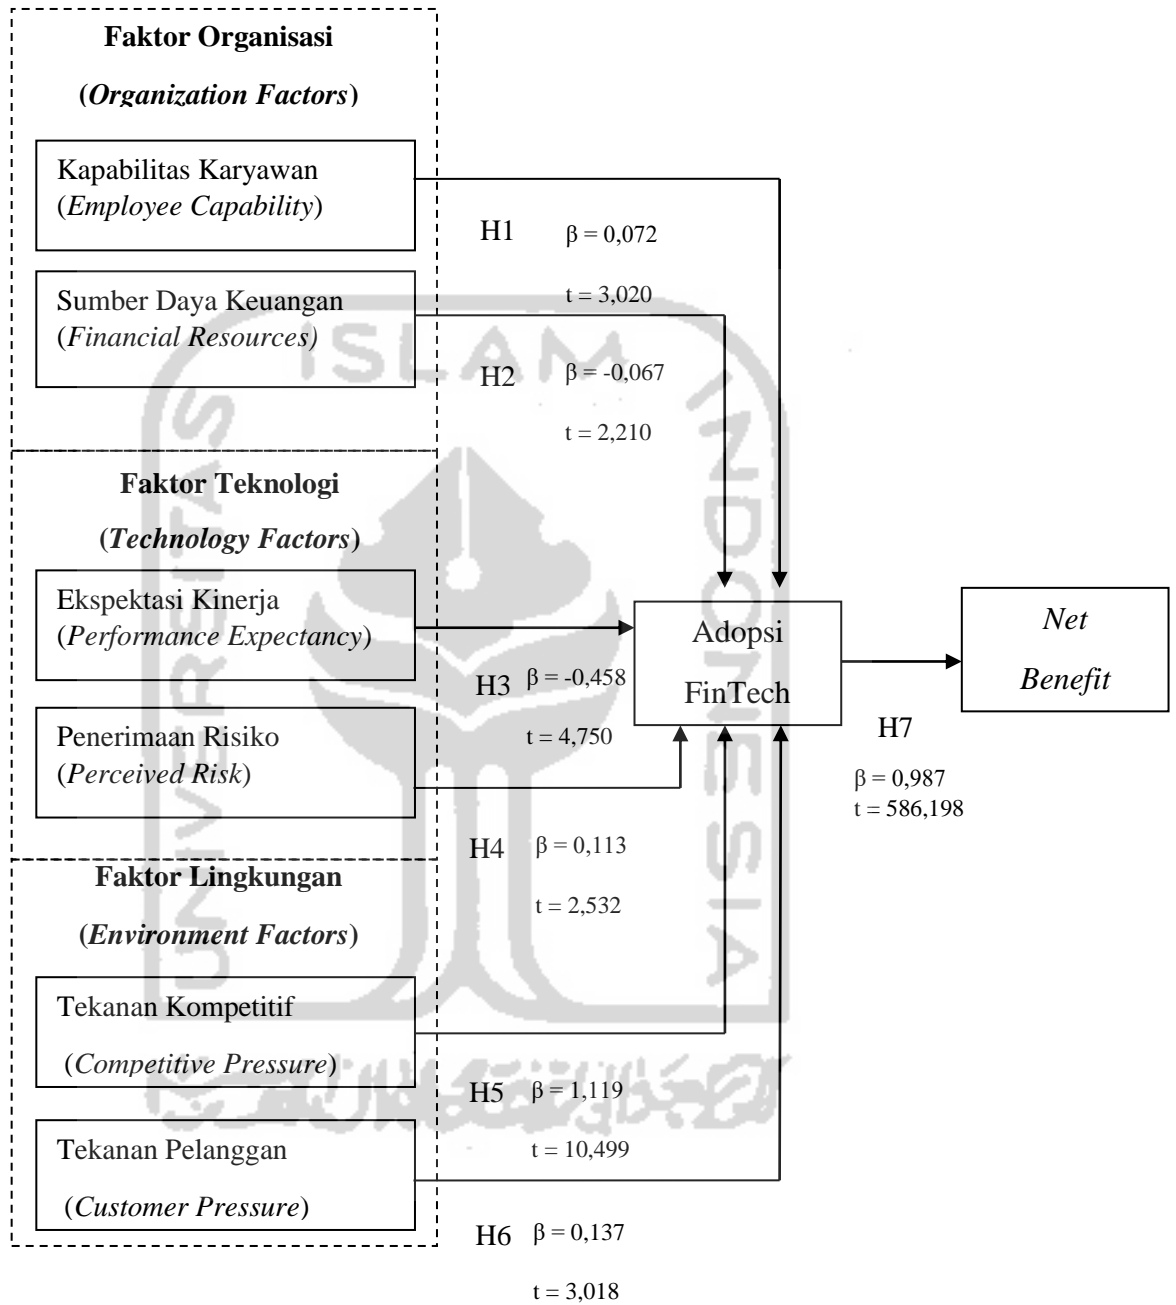 Faktor Organisasi
(Organization Factors)
Kapabilitas Karyawan
(Employee Capability)
H1
β = 0,072
t = 3,020
Sumber Daya Keuangan
(Financial Resources)
H2
β = -0,067
t = 2,210
Faktor Teknologi
(Technology Factors)
Ekspektasi Kinerja
(Performance Expectancy)
H3
β = -0,458
t = 4,750
Penerimaan Risiko
(Perceived Risk)
H4
β = 0,113
t = 2,532
Faktor Lingkungan
(Environment Factors)
Tekanan Kompetitif
(Competitive Pressure)
H5
β = 1,119
t = 10,499
Tekanan Pelanggan
(Customer Pressure)
H6
β = 0,137
t = 3,018
Adopsi
FinTech
H7
β = 0,987
t = 586,198
Net
Benefit
UNIVERSITAS
ISLAM
INDONESIA